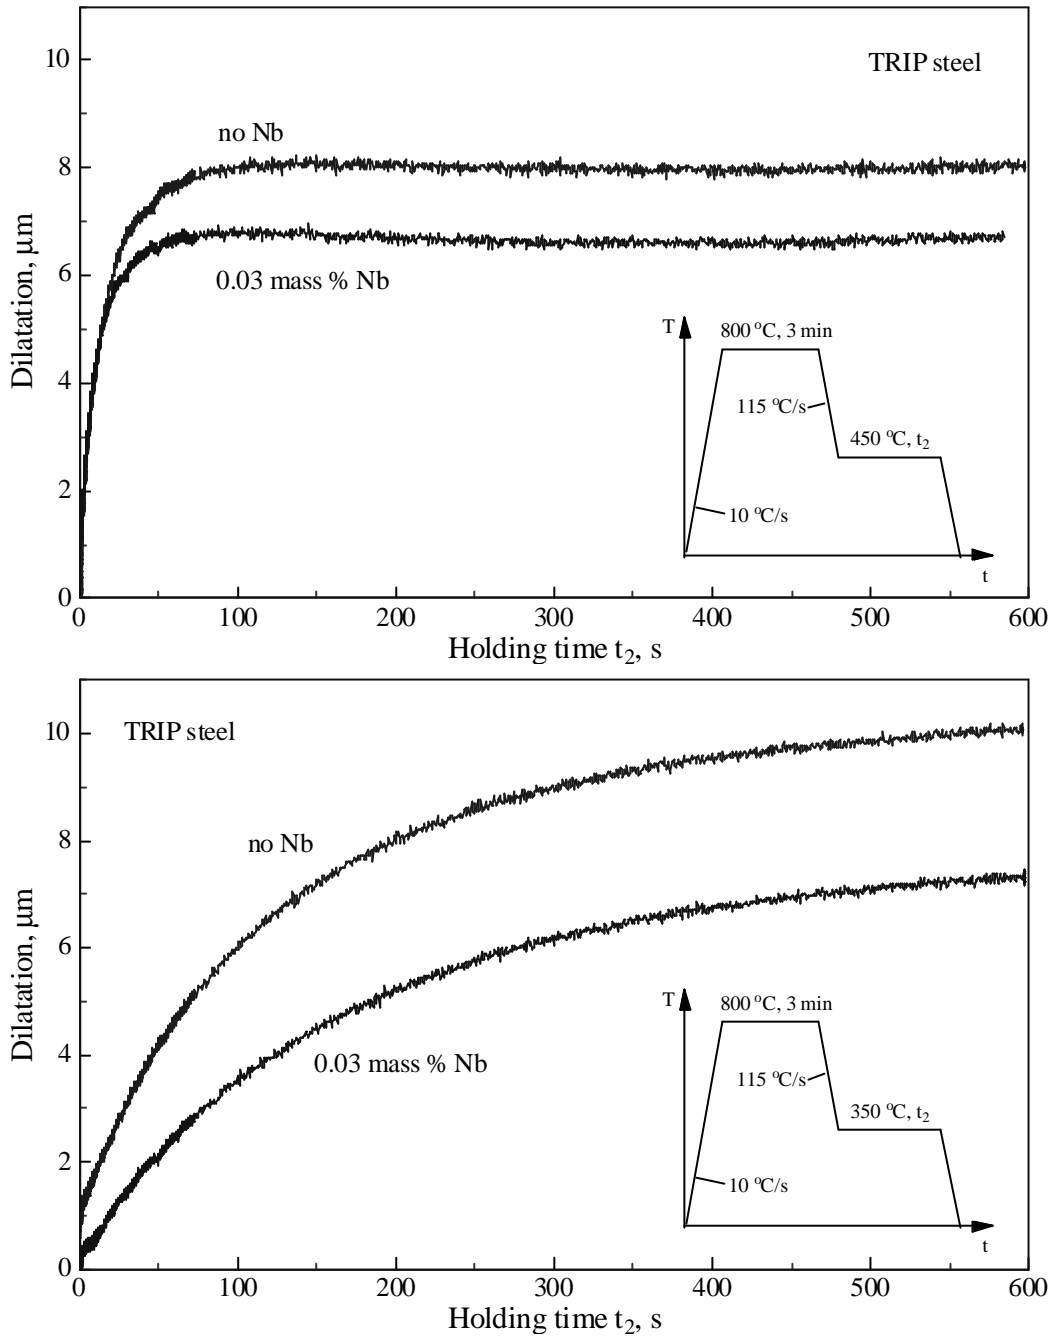 10
TRIP steel
no Nb
8
0.03 mass % Nb
6
Dilatation, μm
T
800 °C, 3 min
4
115 °C/s
450 °C, t₂
2
10 °C/s
t
0
0 100 200 300 400 500 600
Holding time t₂, s
10
TRIP steel
no Nb
8
6
Dilatation, μm
0.03 mass % Nb
4
T
800 °C, 3 min
115 °C/s
350 °C, t₂
2
10 °C/s
t
0
0 100 200 300 400 500 600
Holding time t₂, s